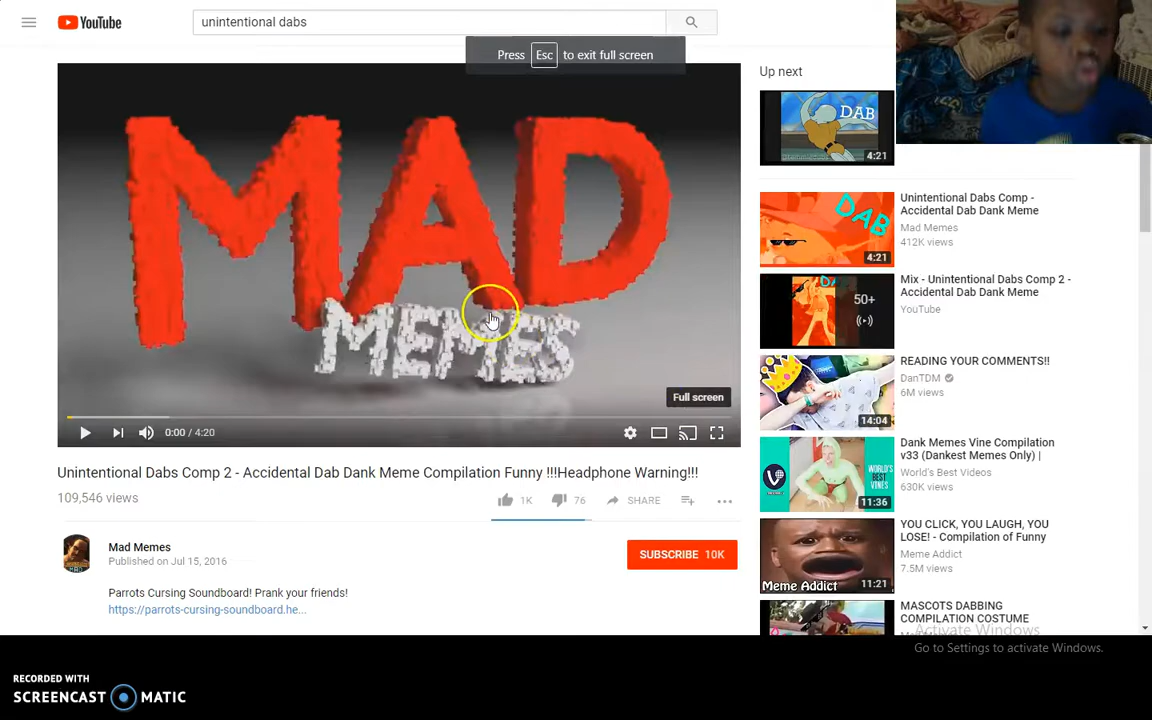 YouTube
unintentional dabs
Press Esc to exit full screen
MAD
MEMES
Full screen
0:00 / 4:20
Unintentional Dabs Comp 2 - Accidental Dab Dank Meme Compilation Funny !!!Headphone Warning!!!
109,546 views
1K
76
SHARE
Mad Memes
Published on Jul 15, 2016
SUBSCRIBE 10K
Parrots Cursing Soundboard! Prank your friends!
https://parrots-cursing-soundboard.he...
Up next
DAB
4:21
DAB
4:21
Unintentional Dabs Comp -
Accidental Dab Dank Meme
Mad Memes
412K views
50+
Mix - Unintentional Dabs Comp 2 -
Accidental Dab Dank Meme
YouTube
14:04
READING YOUR COMMENTS!!
DanTDM
6M views
WORLD'S
BEST
VINES
11:36
Dank Memes Vine Compilation
v33 (Dankest Memes Only) |
World's Best Videos
630K views
Meme Addict
11:21
YOU CLICK, YOU LAUGH, YOU
LOSE! - Compilation of Funny
Meme Addict
7.5M views
MASCOTS DABBING
COMPILATION COSTUME
Activate Windows
Go to Settings to activate Windows.
RECORDED WITH
SCREENCAST MATIC